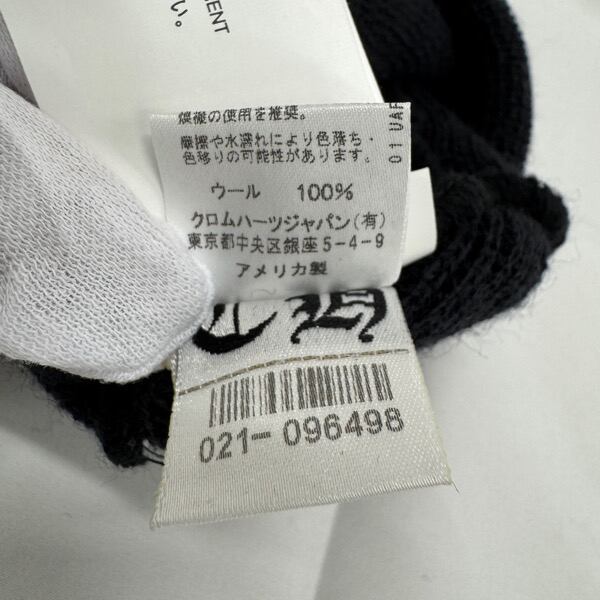 MENT
い。
燥機の使用を推奨。
摩擦や水濡れにより色落ち・
色移りの可能性があります。
ウール 100%
クロムハーツジャパン(有)
東京都中央区銀座5-4-9
アメリカ製
CH
021-096498